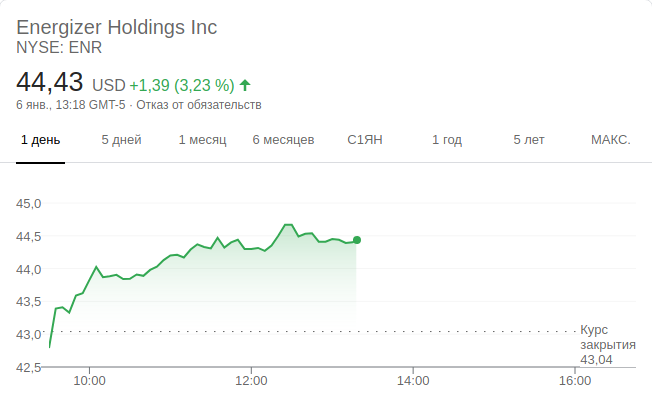 Energizer Holdings Inc
NYSE: ENR
44,43 USD +1,39 (3,23 %)
6 янв., 13:18 GMT-5 · Отказ от обязательств
1 день 5 дней 1 месяц 6 месяцев С1ЯН 1 год 5 лет МАКС.
45,0
44,5
44,0
43,5
43,0
42,5
Курс
закрытия
43,04
10:00 12:00 14:00 16:00